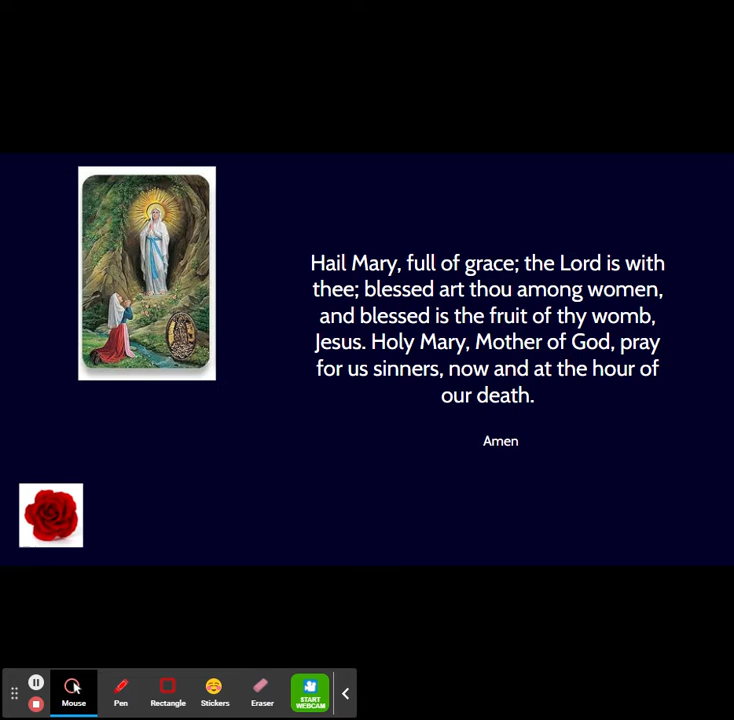 Hail Mary, full of grace; the Lord is with
thee; blessed art thou among women,
and blessed is the fruit of thy womb,
Jesus. Holy Mary, Mother of God, pray
for us sinners, now and at the hour of
our death.
Amen
Mouse
Pen
Rectangle
Stickers
Eraser
START
WEBCAM